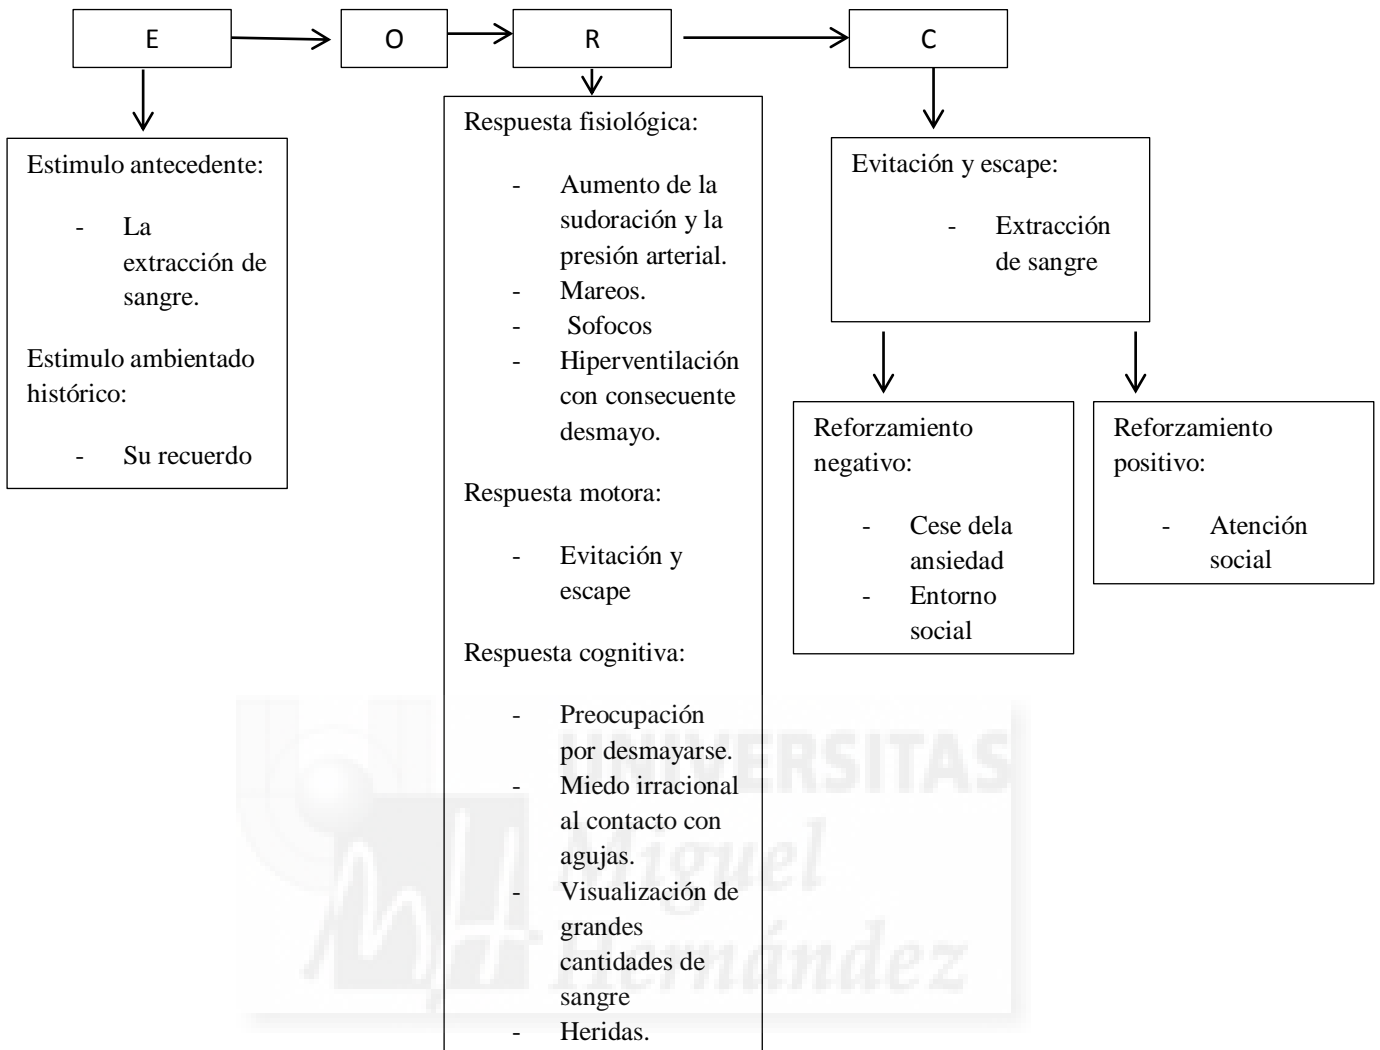 E
O
R
C
Estimulo antecedente:
- La
extracción de
sangre.
Estimulo ambientado
histórico:
- Su recuerdo
Respuesta fisiológica:
- Aumento de la
sudoración y la
presión arterial.
- Mareos.
- Sofocos
- Hiperventilación
con consecuente
desmayo.
Respuesta motora:
- Evitación y
escape
Respuesta cognitiva:
- Preocupación
por desmayarse.
- Miedo irracional
al contacto con
agujas.
- Visualización de
grandes
cantidades de
sangre
- Heridas.
Evitación y escape:
- Extracción
de sangre
Reforzamiento
negativo:
- Cese dela
ansiedad
- Entorno
social
Reforzamiento
positivo:
- Atención
social
UNIVERSITAS
Miguel
Hernández